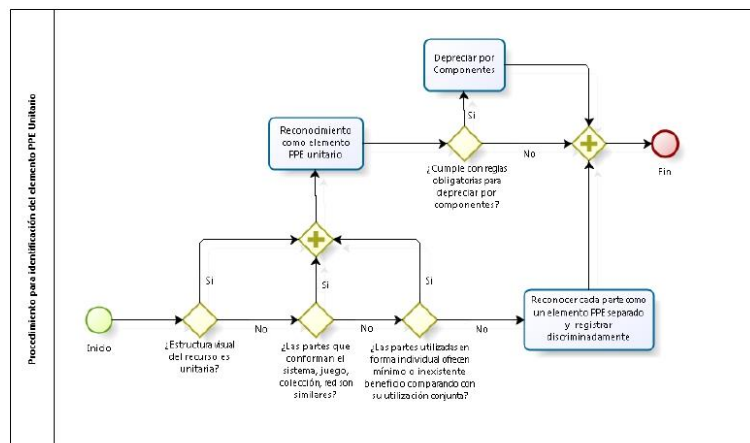 Procedimiento para identificación del elemento PPE Unitario
Depreciar por
Componentes
Si
Reconocimiento
como elemento
PPE unitario
No
¿Cumple con reglas
obligatorias para
depreciar por
componentes?
Fin
Si
Si
Si
Inicio
No
No
No
¿Estructura visual
del recurso es
unitaria?
¿Las partes que
conforman el
sistema, juego,
colección, red son
similares?
¿Las partes utilizadas en
forma individual ofrecen
mínimo o inexistente
beneficio comparando con
su utilización conjunta?
Reconocer cada parte como
un elemento PPE separado
y registrar
discriminadamente